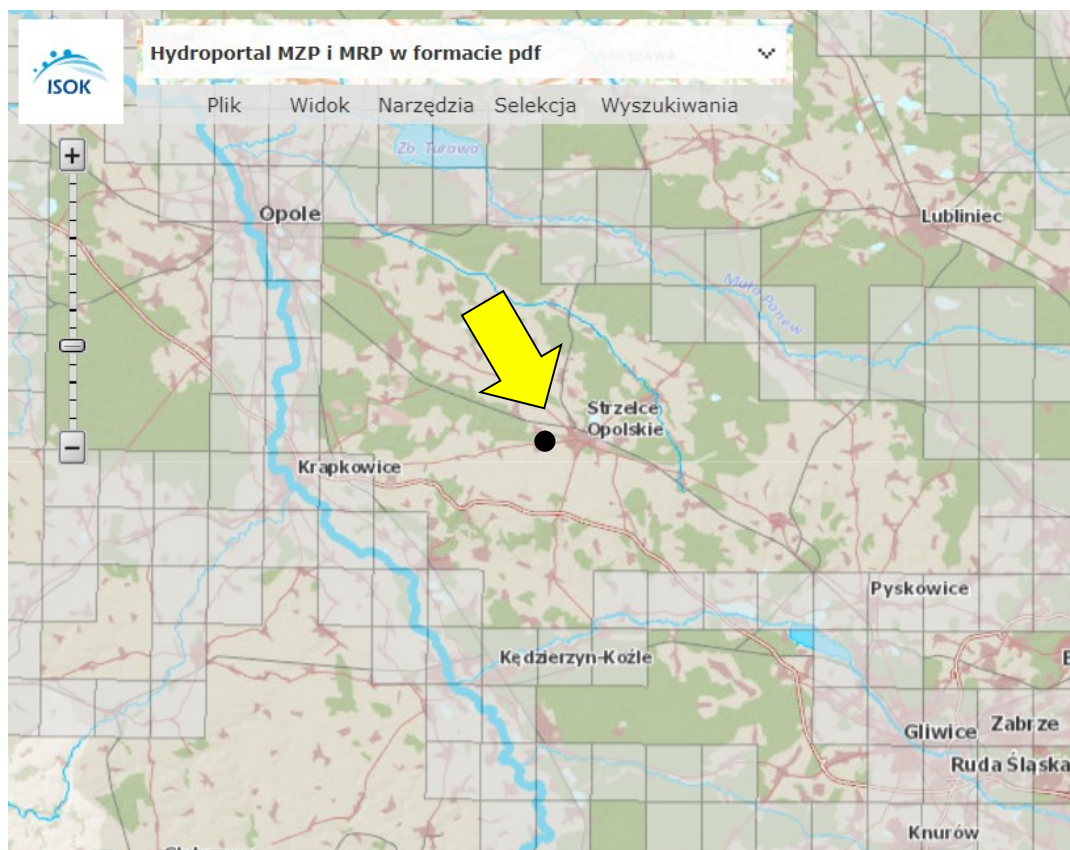 Hydroportal MZP i MRP w formacie pdf
ISOK
Plik Widok Narzędzia Selekcja Wyszukiwania
+
Zb. Turawa
Opole
Lubliniec
Mała Panew
Strzelce
Opolskie
−
Krapkowice
Pyskowice
Kędzierzyn-Koźle
Gliwice
Zabrze
Ruda Śląska
Knurów